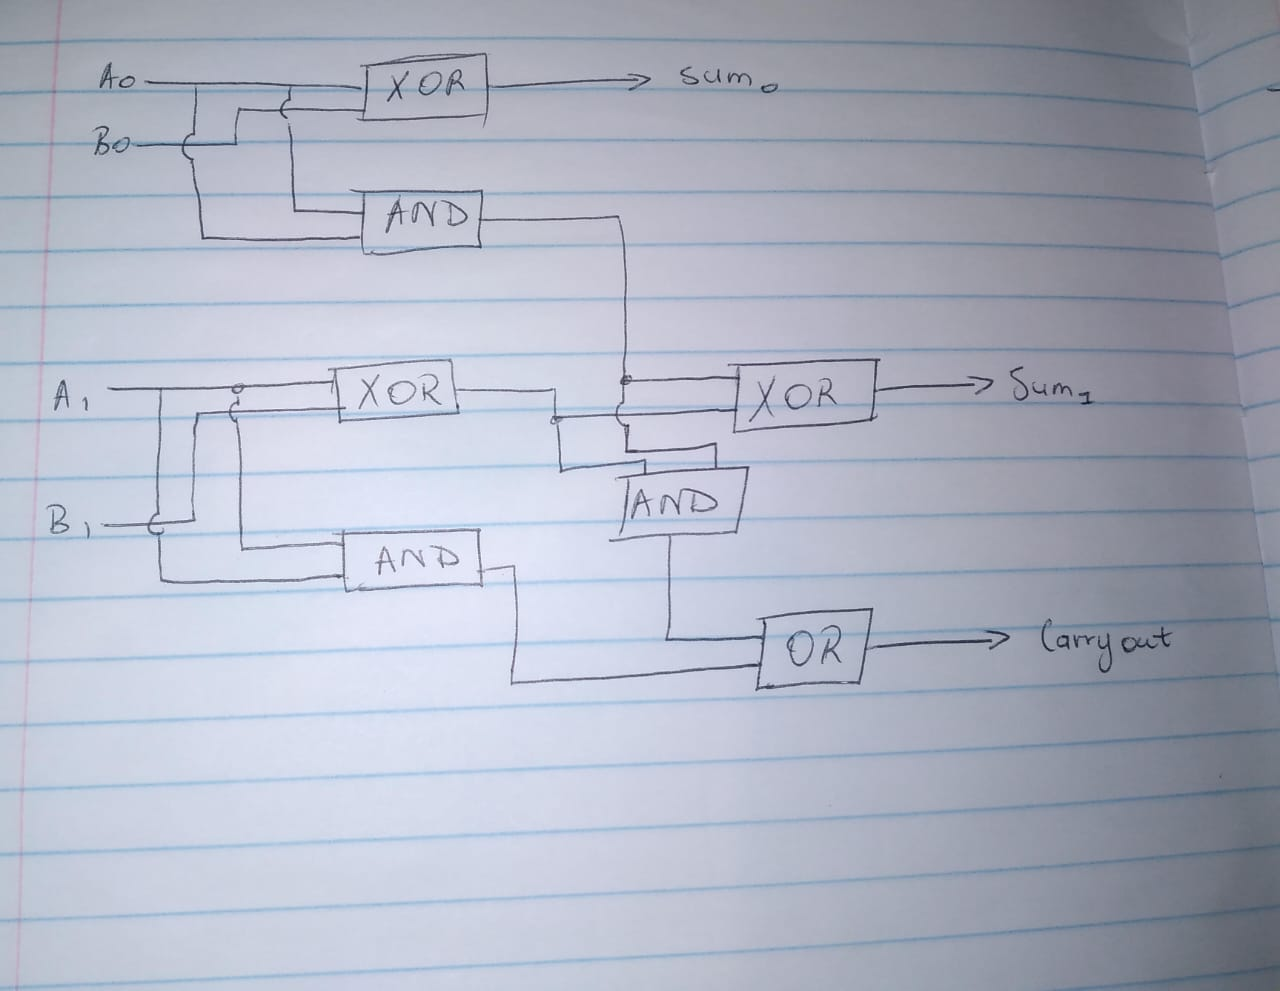 A0 XOR Sum0
B0
AND
A1 XOR XOR Sum1
AND
B1
AND
OR Carry out